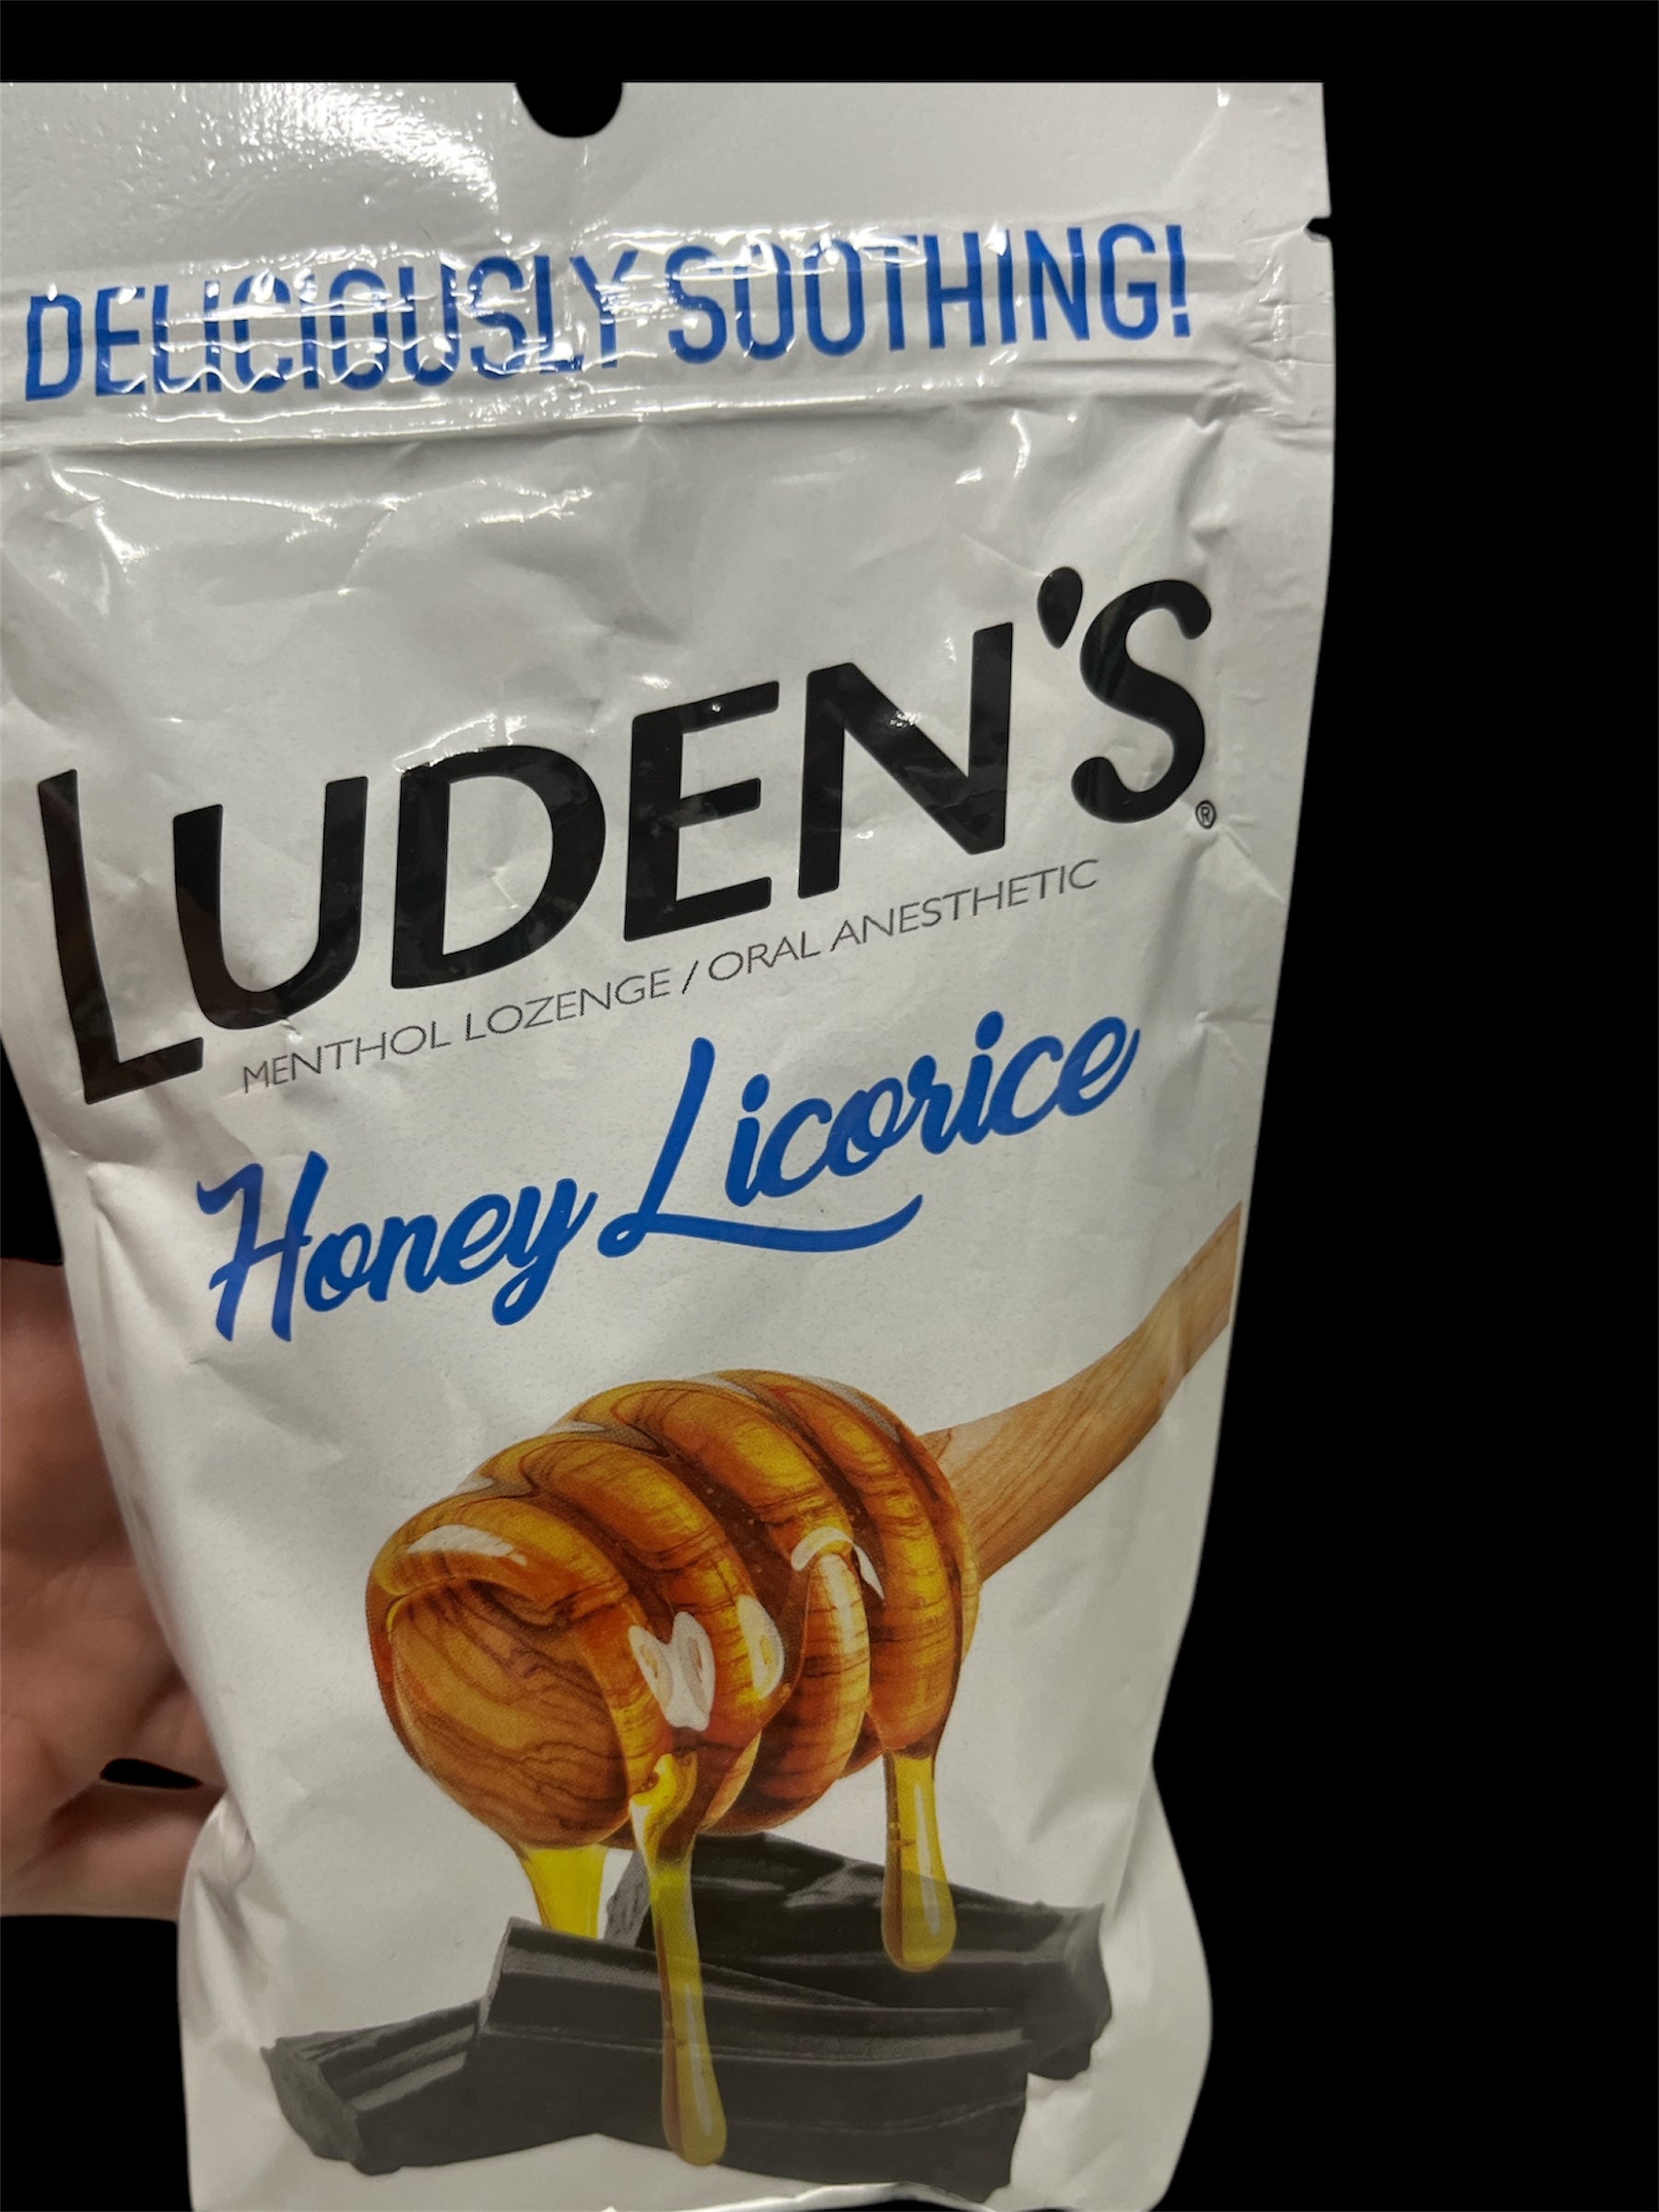 DELICIOUSLY SOOTHING!
LUDEN'S®
MENTHOL LOZENGE / ORAL ANESTHETIC
Honey Licorice